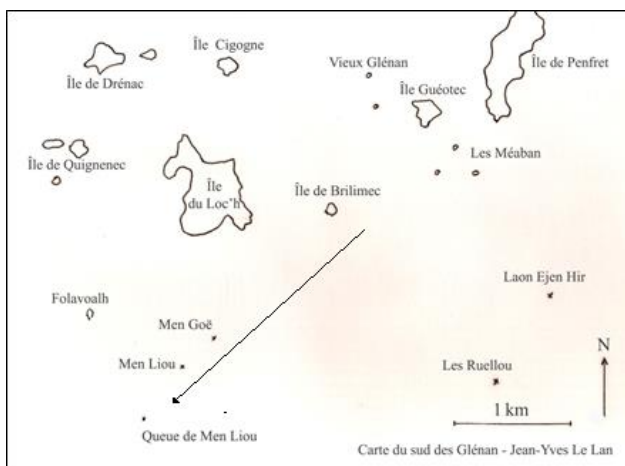 Île Cigogne
Vieux Glénan
Île de Penfret
Île de Drénac
Île Guéotec
Les Méaban
Île de Quignenec
Île
du Loc'h
Île de Brilimec
Laon Ejen Hir
Folavoalh
Men Goë
Men Liou
Les Ruellou
N
1 km
Queue de Men Liou
Carte du sud des Glénan - Jean-Yves Le Lan